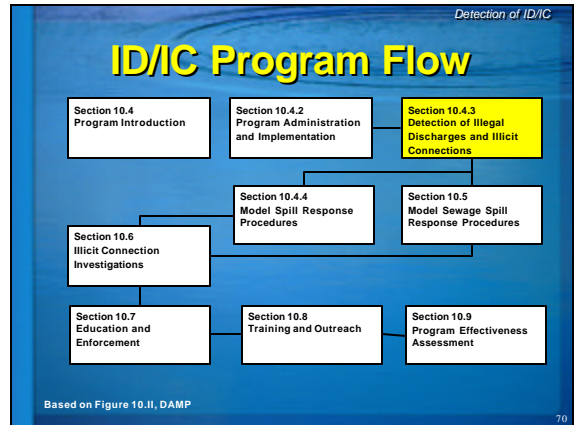 Detection of ID/IC
ID/IC Program Flow
Section 10.4
Program Introduction
Section 10.4.2
Program Administration
and Implementation
Section 10.4.3
Detection of Illegal
Discharges and Illicit
Connections
Section 10.4.4
Model Spill Response
Procedures
Section 10.5
Model Sewage Spill
Response Procedures
Section 10.6
Illicit Connection
Investigations
Section 10.7
Education and
Enforcement
Section 10.8
Training and Outreach
Section 10.9
Program Effectiveness
Assessment
Based on Figure 10.II, DAMP
70